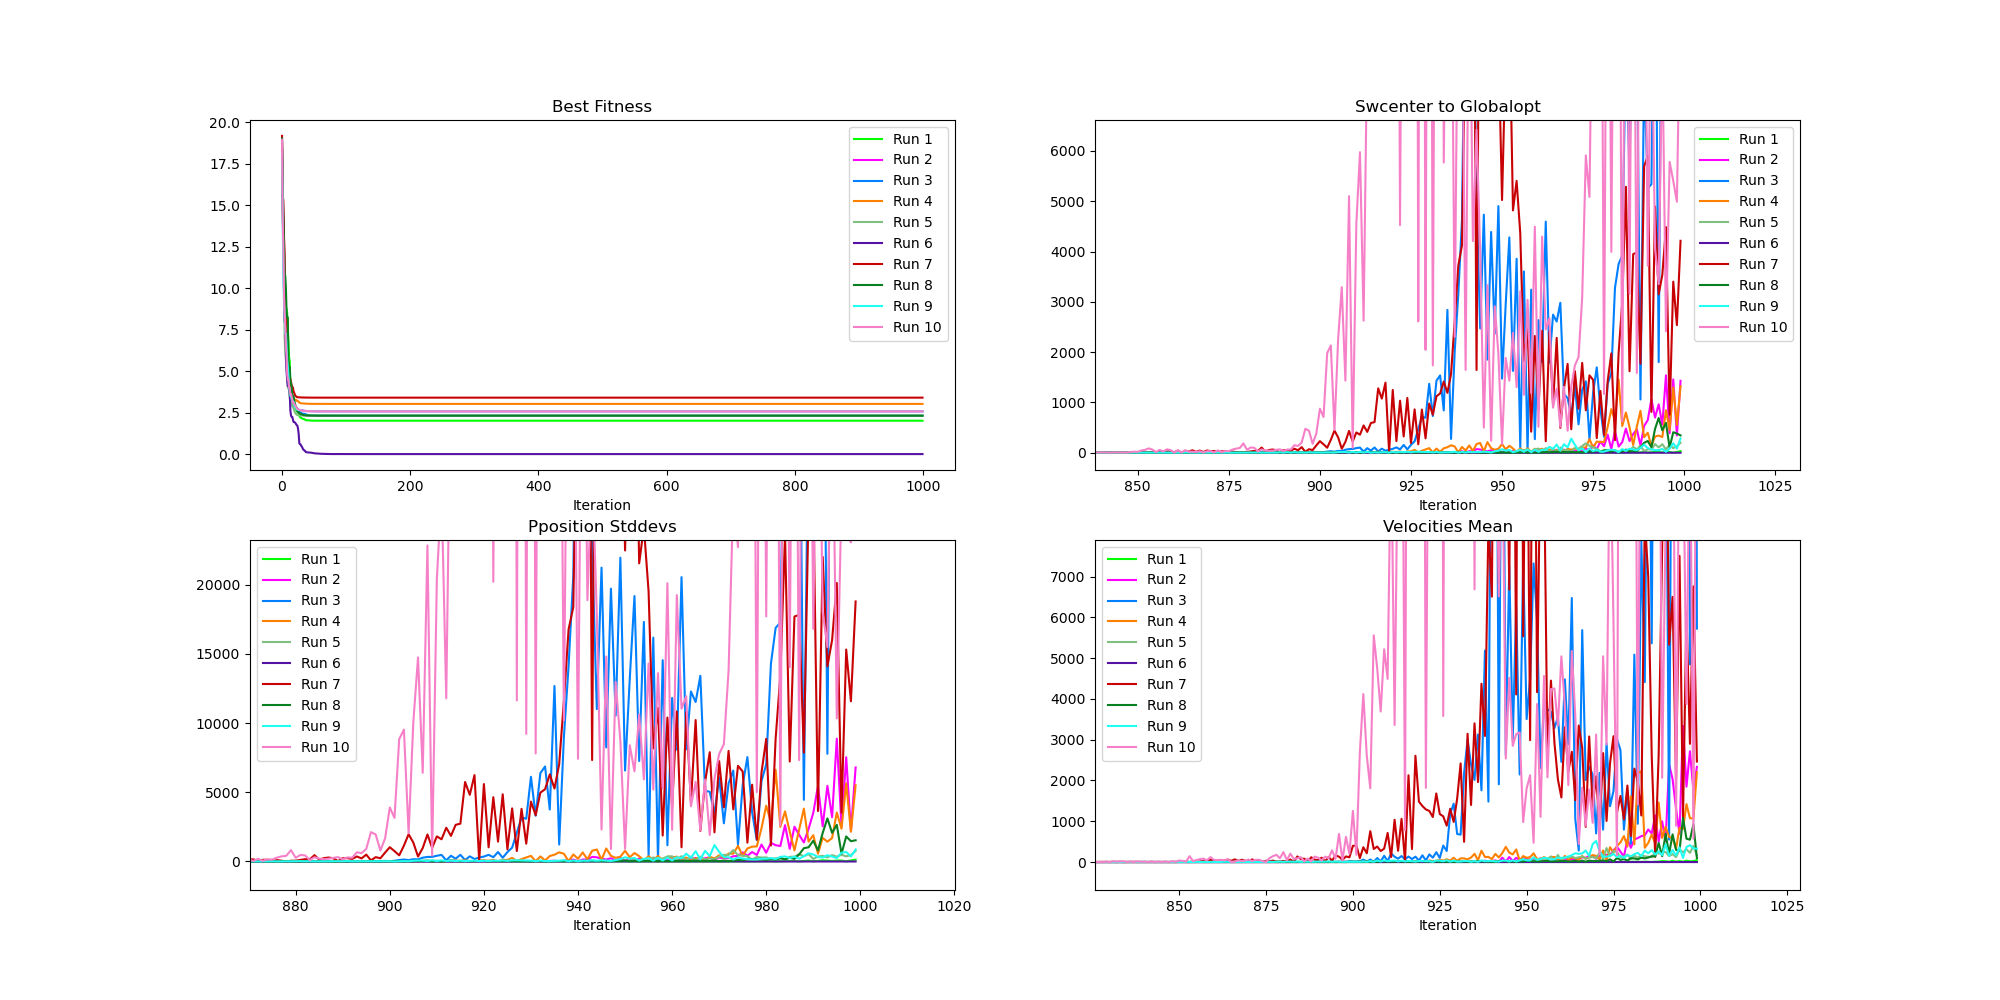 Best Fitness
20.0
17.5
15.0
12.5
10.0
7.5
5.0
2.5
0.0
0 200 400 600 800 1000
Iteration
Run 1
Run 2
Run 3
Run 4
Run 5
Run 6
Run 7
Run 8
Run 9
Run 10
Swcenter to Globalopt
6000
5000
4000
3000
2000
1000
0
850 875 900 925 950 975 1000 1025
Iteration
Run 1
Run 2
Run 3
Run 4
Run 5
Run 6
Run 7
Run 8
Run 9
Run 10
Pposition Stddevs
20000
15000
10000
5000
0
880 900 920 940 960 980 1000 1020
Iteration
Run 1
Run 2
Run 3
Run 4
Run 5
Run 6
Run 7
Run 8
Run 9
Run 10
Velocities Mean
7000
6000
5000
4000
3000
2000
1000
0
850 875 900 925 950 975 1000 1025
Iteration
Run 1
Run 2
Run 3
Run 4
Run 5
Run 6
Run 7
Run 8
Run 9
Run 10